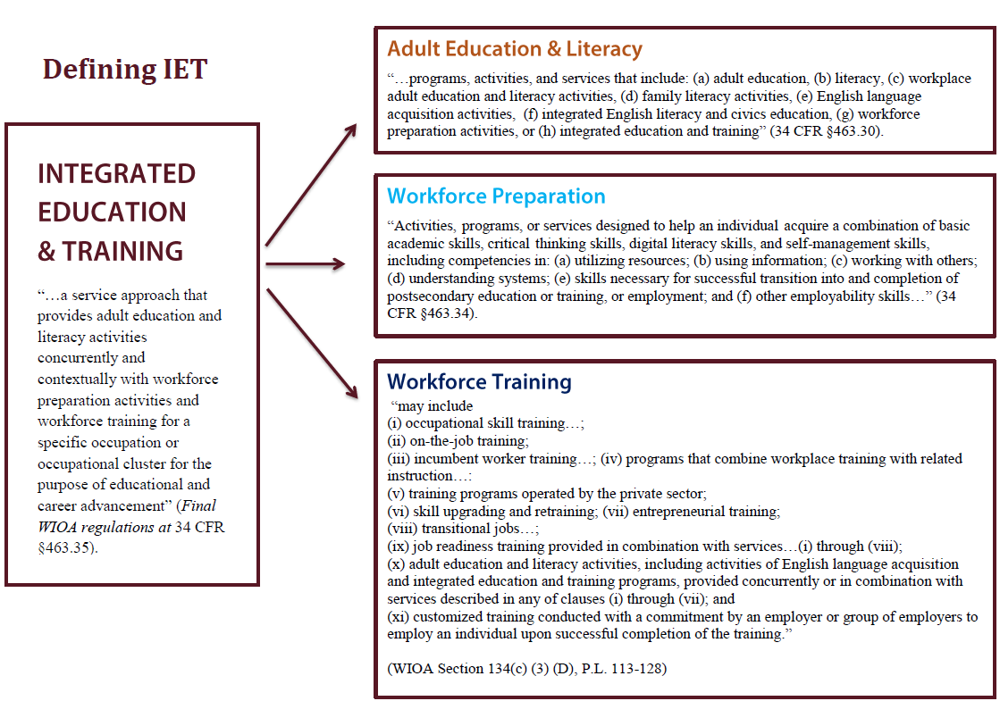 Defining IET
INTEGRATED
EDUCATION
& TRAINING
“…a service approach that
provides adult education and
literacy activities
concurrently and
contextually with workforce
preparation activities and
workforce training for a
specific occupation or
occupational cluster for the
purpose of educational and
career advancement” (Final
WIOA regulations at 34 CFR
§463.35).
Adult Education & Literacy
“…programs, activities, and services that include: (a) adult education, (b) literacy, (c) workplace
adult education and literacy activities, (d) family literacy activities, (e) English language
acquisition activities, (f) integrated English literacy and civics education, (g) workforce
preparation activities, or (h) integrated education and training” (34 CFR §463.30).
Workforce Preparation
“Activities, programs, or services designed to help an individual acquire a combination of basic
academic skills, critical thinking skills, digital literacy skills, and self-management skills,
including competencies in: (a) utilizing resources; (b) using information; (c) working with others;
(d) understanding systems; (e) skills necessary for successful transition into and completion of
postsecondary education or training, or employment; and (f) other employability skills…” (34
CFR §463.34).
Workforce Training
“may include
(i) occupational skill training…;
(ii) on-the-job training;
(iii) incumbent worker training…; (iv) programs that combine workplace training with related
instruction…:
(v) training programs operated by the private sector;
(vi) skill upgrading and retraining; (vii) entrepreneurial training;
(viii) transitional jobs…;
(ix) job readiness training provided in combination with services…(i) through (viii);
(x) adult education and literacy activities, including activities of English language acquisition
and integrated education and training programs, provided concurrently or in combination with
services described in any of clauses (i) through (vii); and
(xi) customized training conducted with a commitment by an employer or group of employers to
employ an individual upon successful completion of the training.”
(WIOA Section 134(c) (3) (D), P.L. 113-128)